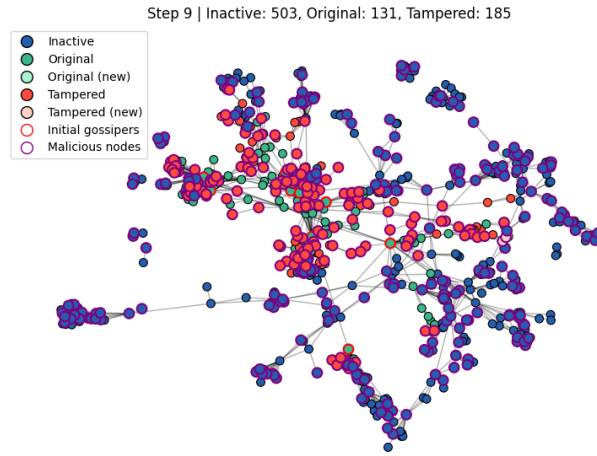 Step 9 | Inactive: 503, Original: 131, Tampered: 185
Inactive
Original
Original (new)
Tampered
Tampered (new)
Initial gossipers
Malicious nodes